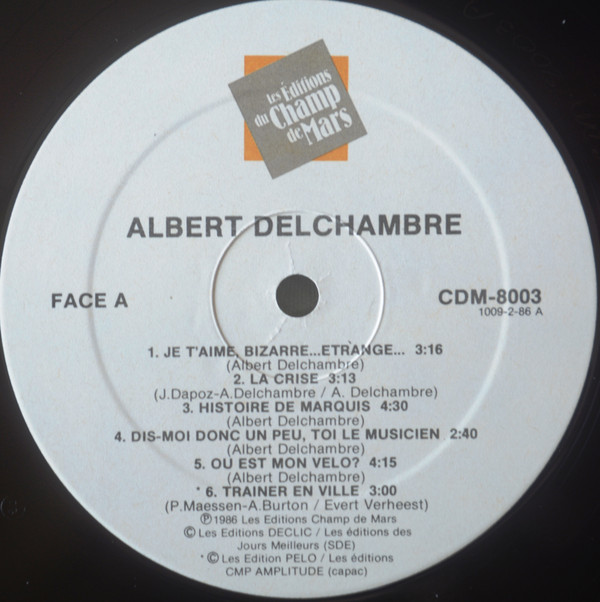 les Éditions
du Champ
de Mars
ALBERT DELCHAMBRE
FACE A
CDM-8003
1009-2-86 A
1. JE T'AIME, BIZARRE...ETRANGE... 3:16
(Albert Delchambre)
2. LA CRISE 3:13
(J.Dapoz-A.Delchambre / A. Delchambre)
3. HISTOIRE DE MARQUIS 4:30
(Albert Delchambre)
4. DIS-MOI DONC UN PEU, TOI LE MUSICIEN 2:40
(Albert Delchambre)
5. OU EST MON VELO? 4:15
(Albert Delchambre)
* 6. TRAINER EN VILLE 3:00
(P.Maessen-A.Burton / Evert Verheest)
℗1986 Les Editions Champ de Mars
© Les Editions DECLIC / Les éditions des
Jours Meilleurs (SDE)
* © Les Edition PELO / Les éditions
CMP AMPLITUDE (capac)